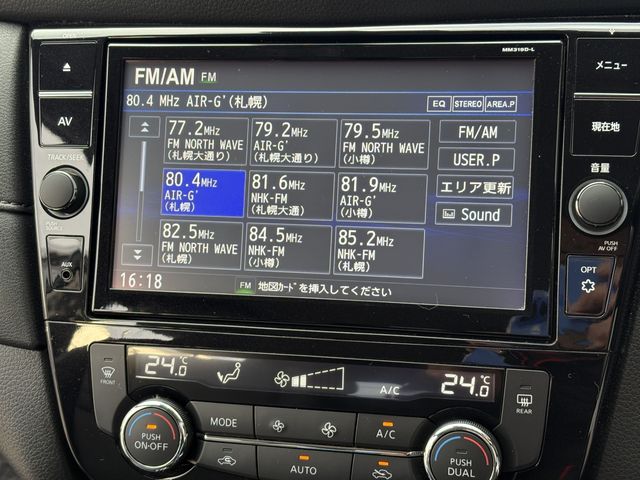 MM319D-L
FM/AM FM
80.4 MHz AIR-G'(札幌)
EQ STEREO AREA.P
77.2MHz
FM NORTH WAVE
(札幌大通り)
79.2MHz
AIR-G'
(札幌大通り)
79.5MHz
FM NORTH WAVE
(小樽)
80.4MHz
AIR-G'
(札幌)
81.6MHz
NHK-FM
(札幌大通)
81.9MHz
AIR-G'
(小樽)
82.5MHz
FM NORTH WAVE
(札幌)
84.5MHz
NHK-FM
(小樽)
85.2MHz
NHK-FM
(札幌)
FM/AM
USER.P
エリア更新
Sound
16:18
FM 地図ｶｰﾄﾞを挿入してください
AV
TRACK/SEEK
PUSH
SOURCE
AUX
メニュー
現在地
音量
PUSH
AV OFF
OPT
24.0℃
A/C
24.0℃
FRONT
REAR
PUSH
ON·OFF
MODE
A/C
AUTO
PUSH
DUAL